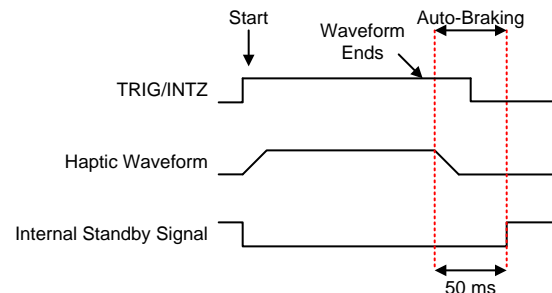 Start
Auto-Braking
Waveform
Ends
TRIG/INTZ
Haptic Waveform
Internal Standby Signal
50 ms